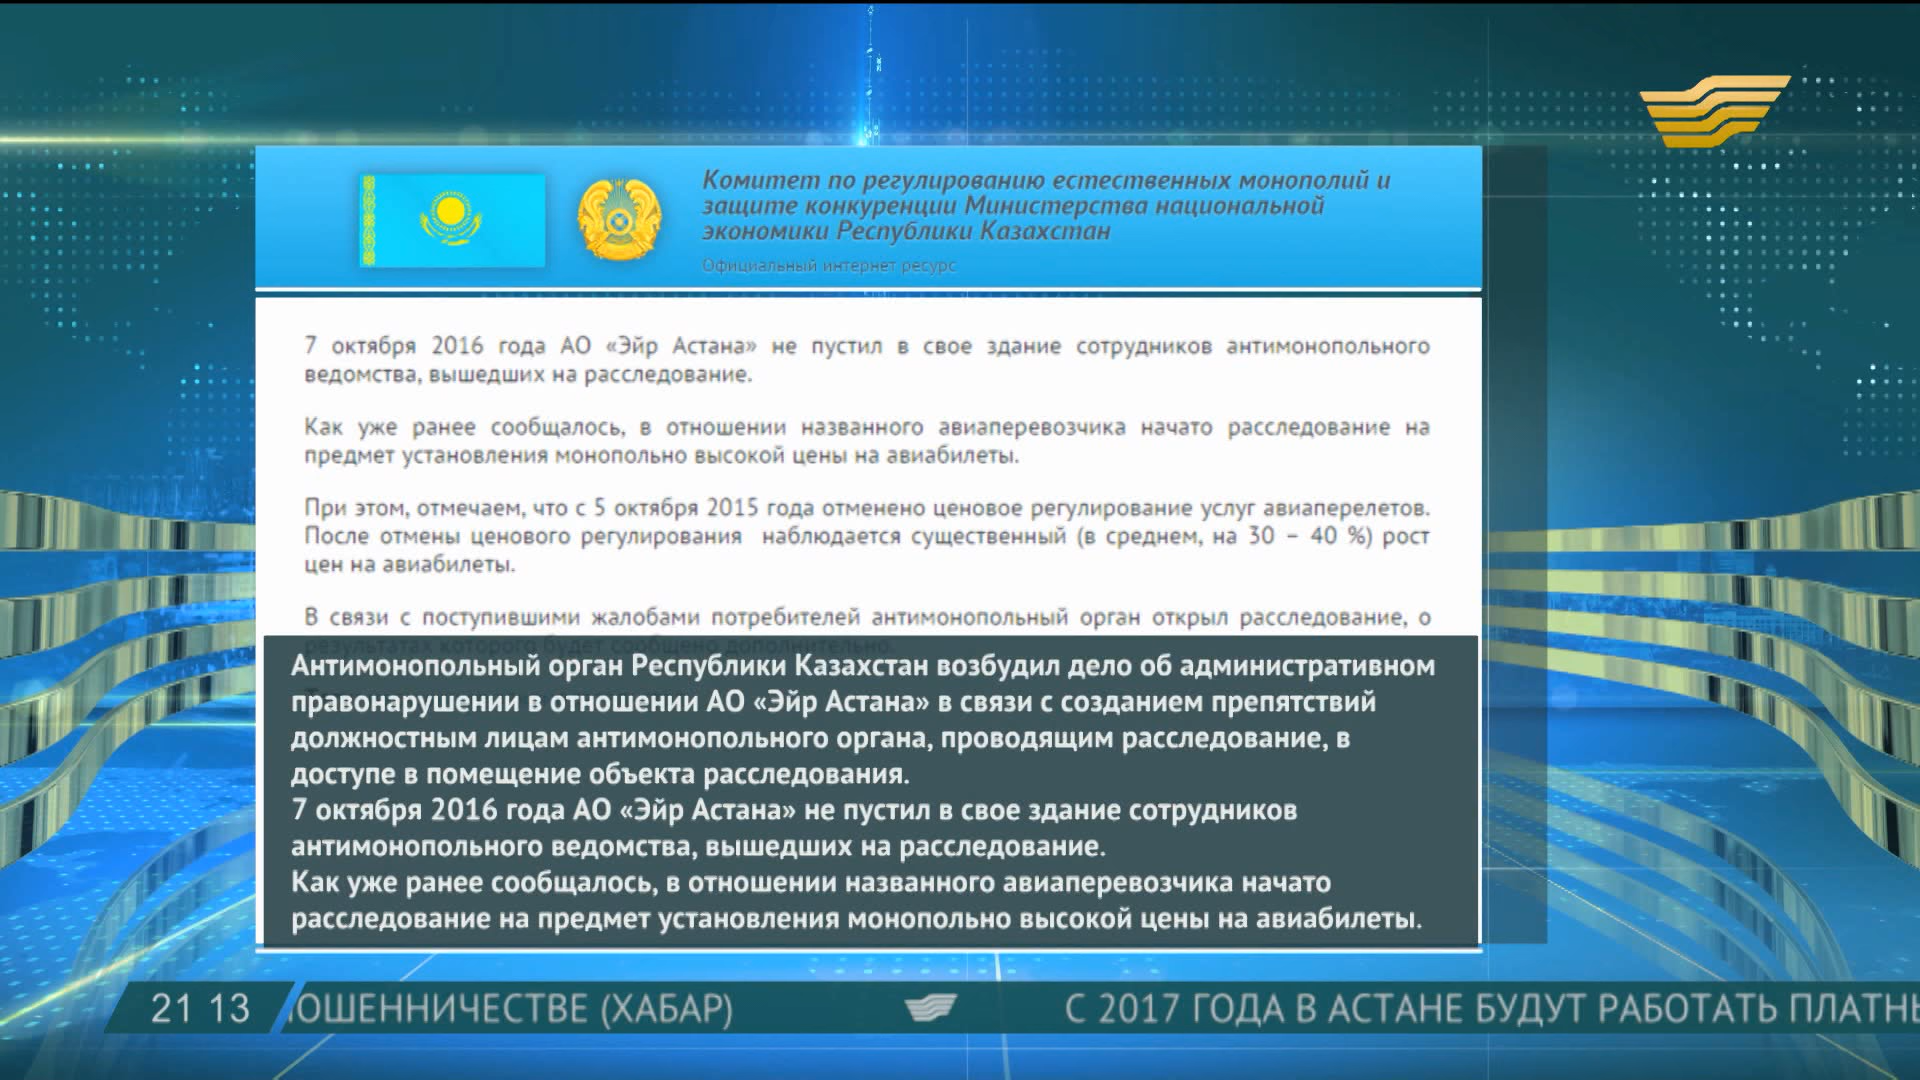 Комитет по регулированию естественных монополий и
защите конкуренции Министерства национальной
экономики Республики Казахстан
Официальный интернет ресурс
7 октября 2016 года АО «Эйр Астана» не пустил в свое здание сотрудников антимонопольного
ведомства, вышедших на расследование.
Как уже ранее сообщалось, в отношении названного авиаперевозчика начато расследование на
предмет установления монопольно высокой цены на авиабилеты.
При этом, отмечаем, что с 5 октября 2015 года отменено ценовое регулирование услуг авиаперелетов.
После отмены ценового регулирования наблюдается существенный (в среднем, на 30 – 40 %) рост
цен на авиабилеты.
В связи с поступившими жалобами потребителей антимонопольный орган открыл расследование, о
результатах которого будет сообщено дополнительно.
Антимонопольный орган Республики Казахстан возбудил дело об административном
правонарушении в отношении АО «Эйр Астана» в связи с созданием препятствий
должностным лицам антимонопольного органа, проводящим расследование, в
доступе в помещение объекта расследования.
7 октября 2016 года АО «Эйр Астана» не пустил в свое здание сотрудников
антимонопольного ведомства, вышедших на расследование.
Как уже ранее сообщалось, в отношении названного авиаперевозчика начато
расследование на предмет установления монопольно высокой цены на авиабилеты.
21 13 ОШЕННИЧЕСТВЕ (ХАБАР) С 2017 ГОДА В АСТАНЕ БУДУТ РАБОТАТЬ ПЛАТНЫ